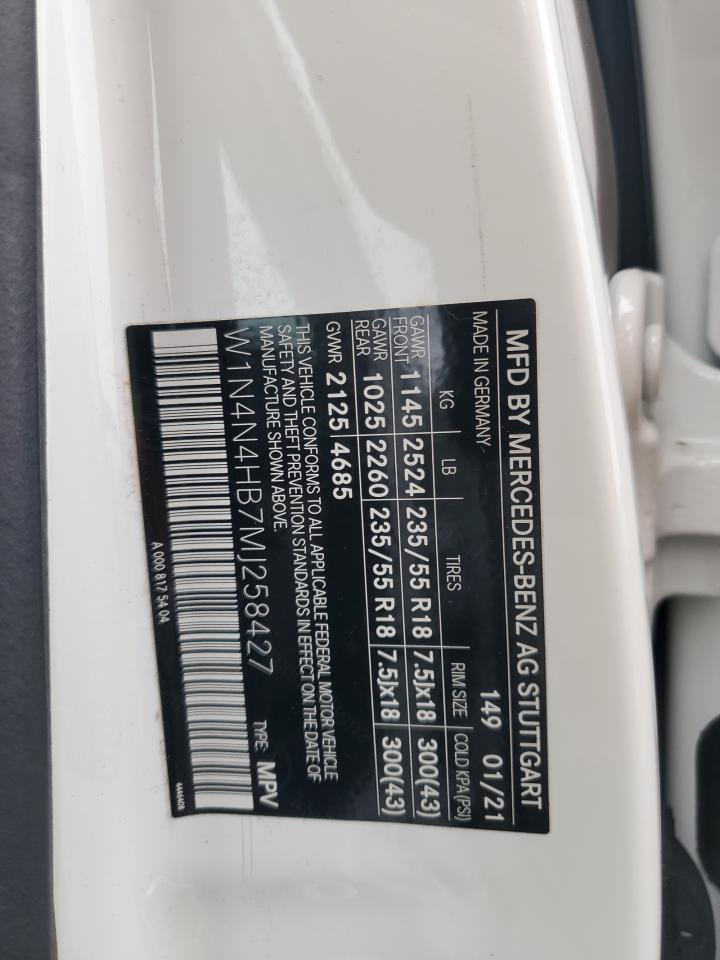 MFD BY MERCEDES-BENZ AG STUTTGART
MADE IN GERMANY 149 01/21
KG LB TIRES RIM SIZE COLD KPA(PSI)
GAWR FRONT 1145 2524 235/55 R18 7.5Jx18 300(43)
GAWR REAR 1025 2260 235/55 R18 7.5Jx18 300(43)
GVWR 2125 4685
THIS VEHICLE CONFORMS TO ALL APPLICABLE FEDERAL MOTOR VEHICLE
SAFETY AND THEFT PREVENTION STANDARDS IN EFFECT ON THE DATE OF
MANUFACTURE SHOWN ABOVE.
W1N4N4HB7MJ258427 TYPE: MPV
A 000 817 54 04 4446408